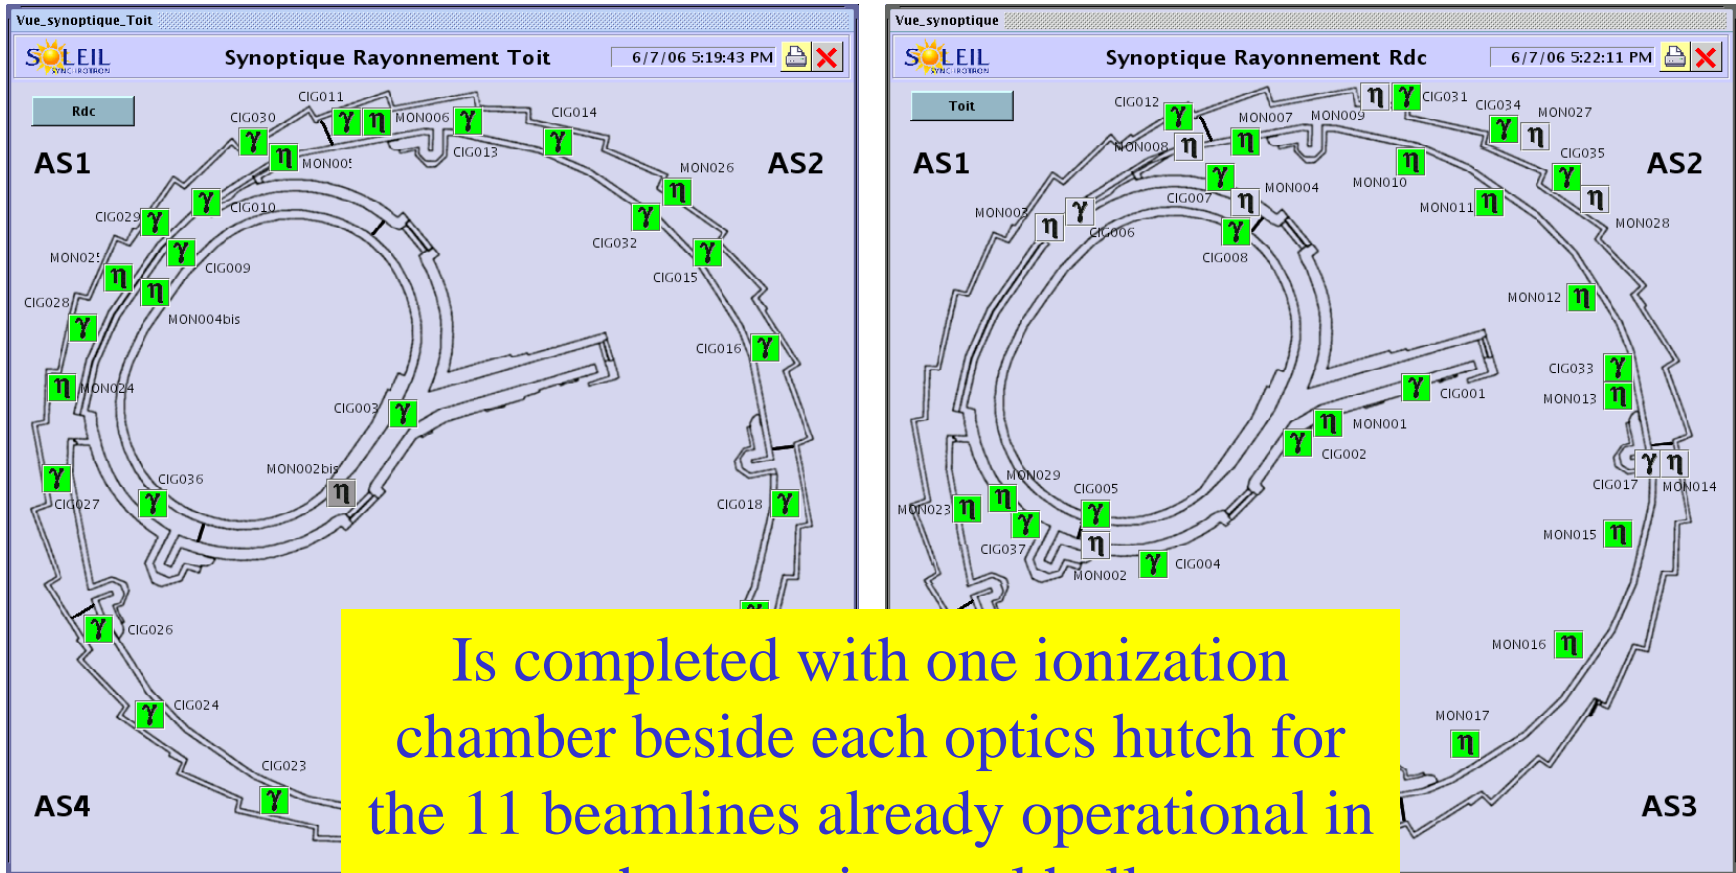 Vue_synoptique_Toit
SOLEIL
SYNCHROTRON
Synoptique Rayonnement Toit
6/7/06 5:19:43 PM
Rdc
AS1
AS2
AS4
CIG011
CIG030
γ
η
MON006
γ
CIG014
γ
η
MON005
CIG013
γ
MON026
η
CIG029
γ
γ
CIG010
γ
CIG032
MON025
γ
CIG009
γ
CIG015
η
η
CIG028
γ
MON004bis
CIG016
γ
η
MON024
CIG003
γ
γ
CIG027
CIG036
γ
MON002bis
η
CIG018
γ
γ
CIG026
γ
CIG024
CIG023
γ
Vue_synoptique
SOLEIL
SYNCHROTRON
Synoptique Rayonnement Rdc
6/7/06 5:22:11 PM
Toit
AS1
AS2
AS3
CIG012
γ
MON007
η
MON009
η
γ
CIG031
CIG034
γ
MON027
η
MON008
η
CIG035
γ
CIG007
γ
MON004
η
MON010
η
MON011
η
η
MON028
MON003
η
γ
CIG006
γ
CIG008
MON012
η
CIG033
γ
MON013
η
γ
CIG001
η
MON001
γ
CIG002
γ
η
CIG017
MON014
MON029
η
MON023
η
γ
CIG037
CIG005
γ
η
MON002
γ
CIG004
MON015
η
MON016
η
MON017
η
Is completed with one ionization
chamber beside each optics hutch for
the 11 beamlines already operational in